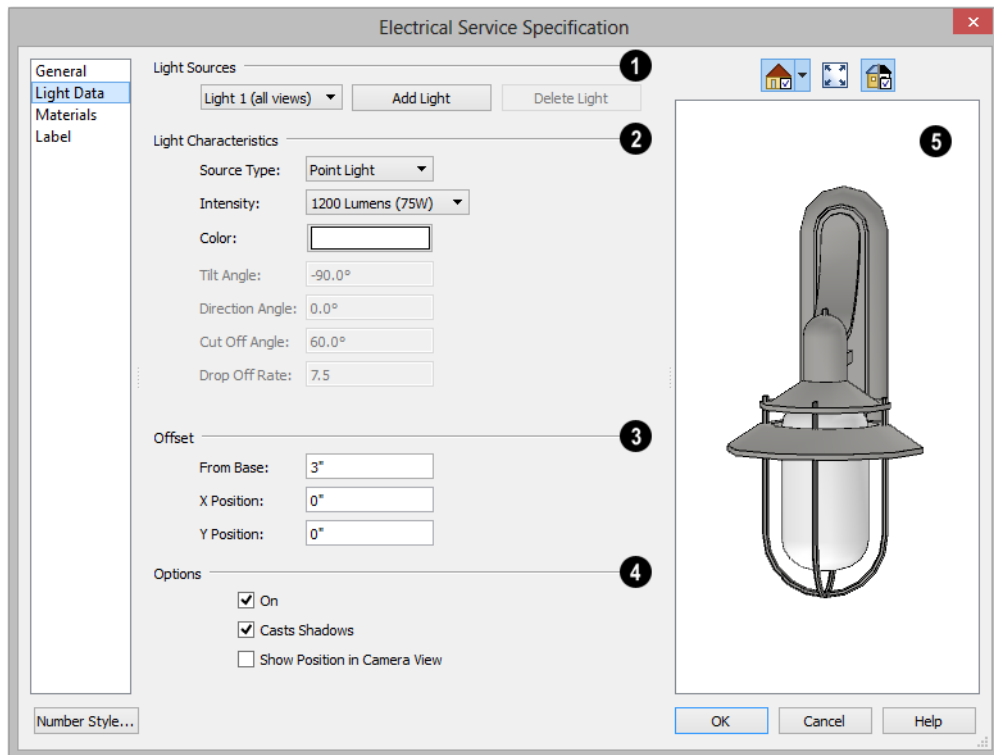 Electrical Service Specification
General
Light Data
Materials
Label
Light Sources 1
Light 1 (all views) Add Light Delete Light
Light Characteristics 2
Source Type: Point Light
Intensity: 1200 Lumens (75W)
Color:
Tilt Angle: -90.0°
Direction Angle: 0.0°
Cut Off Angle: 60.0°
Drop Off Rate: 7.5
Offset 3
From Base: 3"
X Position: 0"
Y Position: 0"
Options 4
On
Casts Shadows
Show Position in Camera View
5
Number Style... OK Cancel Help